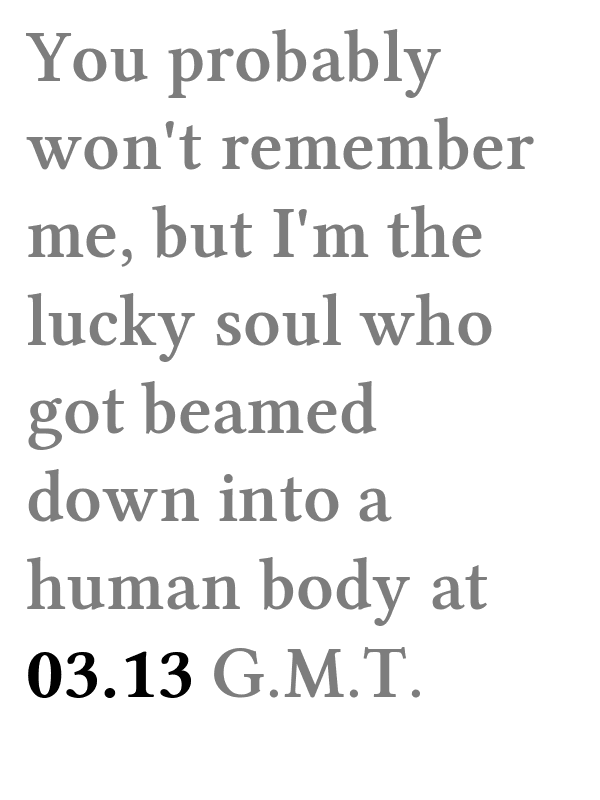 You probably
won't remember
me, but I'm the
lucky soul who
got beamed
down into a
human body at
03.13 G.M.T.